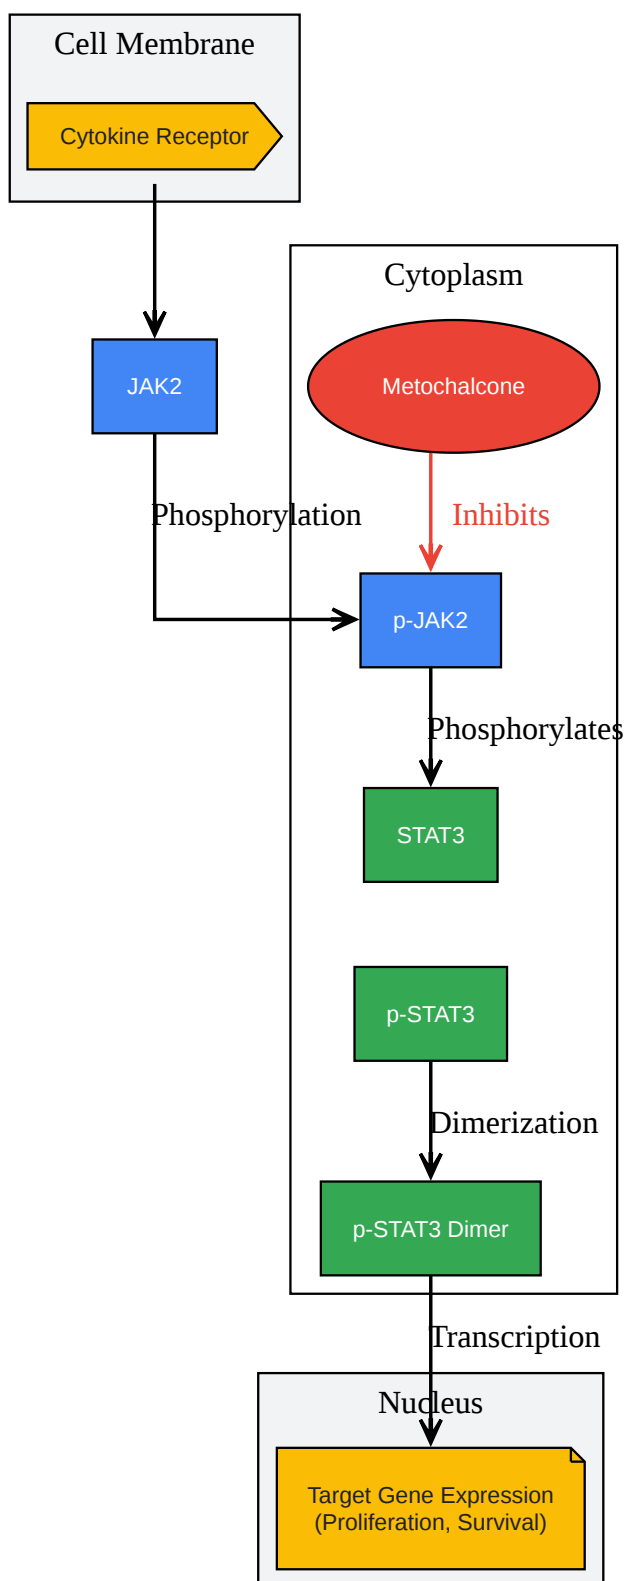 Cell Membrane
Cytokine Receptor
Cytoplasm
JAK2
Metochalcone
Phosphorylation
Inhibits
p-JAK2
Phosphorylates
STAT3
p-STAT3
Dimerization
p-STAT3 Dimer
Transcription
Nucleus
Target Gene Expression
(Proliferation, Survival)